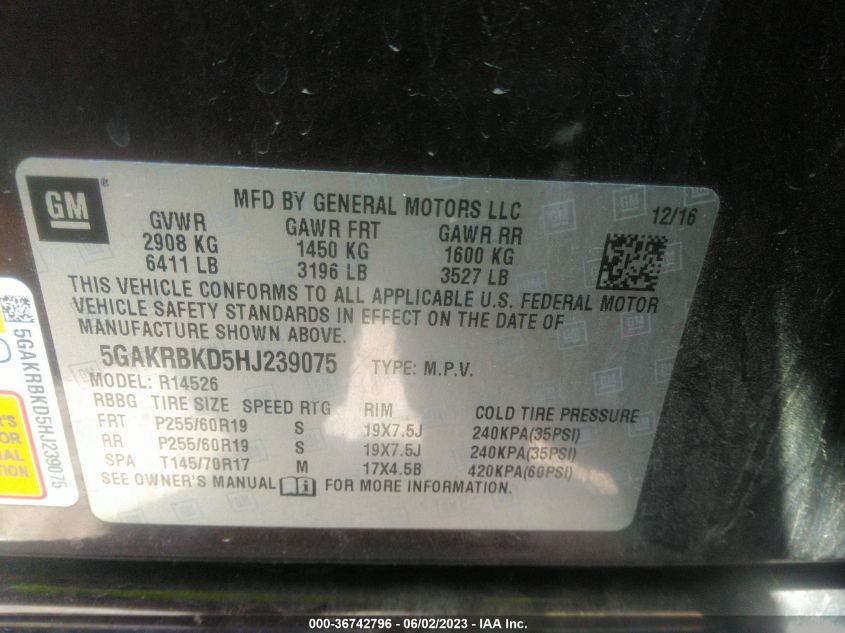 GM ®
MFD BY GENERAL MOTORS LLC
12/16
GVWR GAWR FRT GAWR RR
2908 KG 1450 KG 1600 KG
6411 LB 3196 LB 3527 LB
THIS VEHICLE CONFORMS TO ALL APPLICABLE U.S. FEDERAL MOTOR
VEHICLE SAFETY STANDARDS IN EFFECT ON THE DATE OF
MANUFACTURE SHOWN ABOVE.
5GAKRBKD5HJ239075 TYPE: M.P.V.
MODEL: R14526
RBBG TIRE SIZE SPEED RTG RIM COLD TIRE PRESSURE
FRT P255/60R19 S 19X7.5J 240KPA(35PSI)
RR P255/60R19 S 19X7.5J 240KPA(35PSI)
SPA T145/70R17 M 17X4.5B 420KPA(60PSI)
SEE OWNER'S MANUAL FOR MORE INFORMATION.
5GAKRBKD5HJ239075
000-36742796 - 06/02/2023 - IAA Inc.